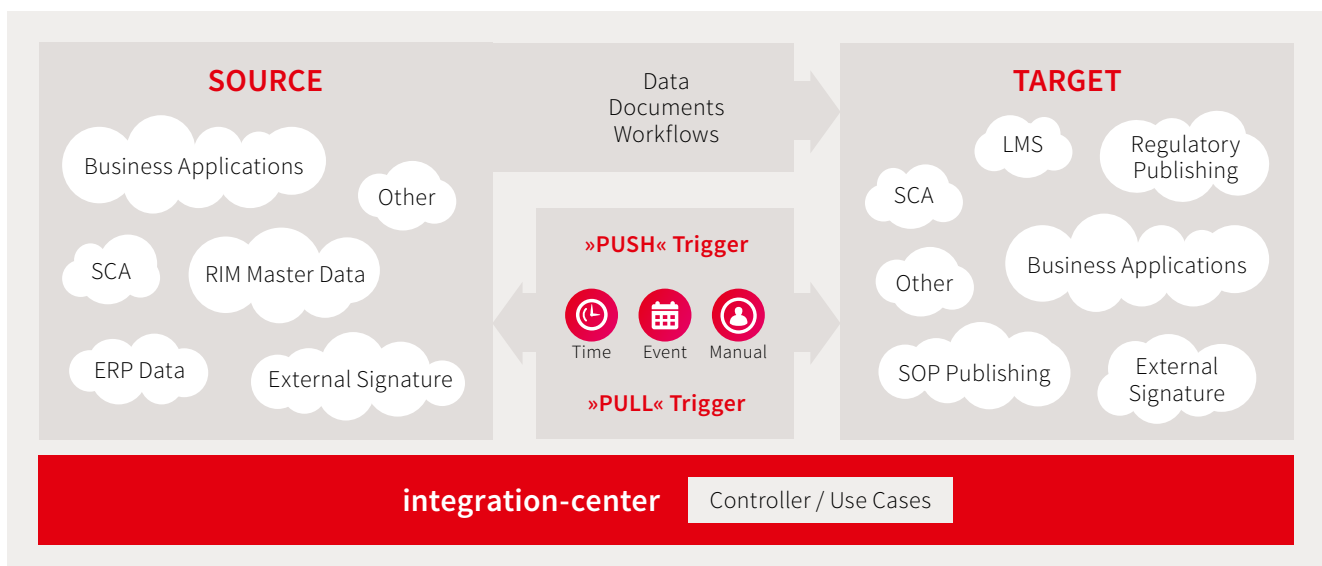 SOURCE
Business Applications
Other
SCA
RIM Master Data
ERP Data
External Signature
Data
Documents
Workflows
»PUSH« Trigger
Time
Event
Manual
»PULL« Trigger
TARGET
LMS
Regulatory
Publishing
SCA
Business Applications
Other
SOP Publishing
External
Signature
integration-center
Controller / Use Cases